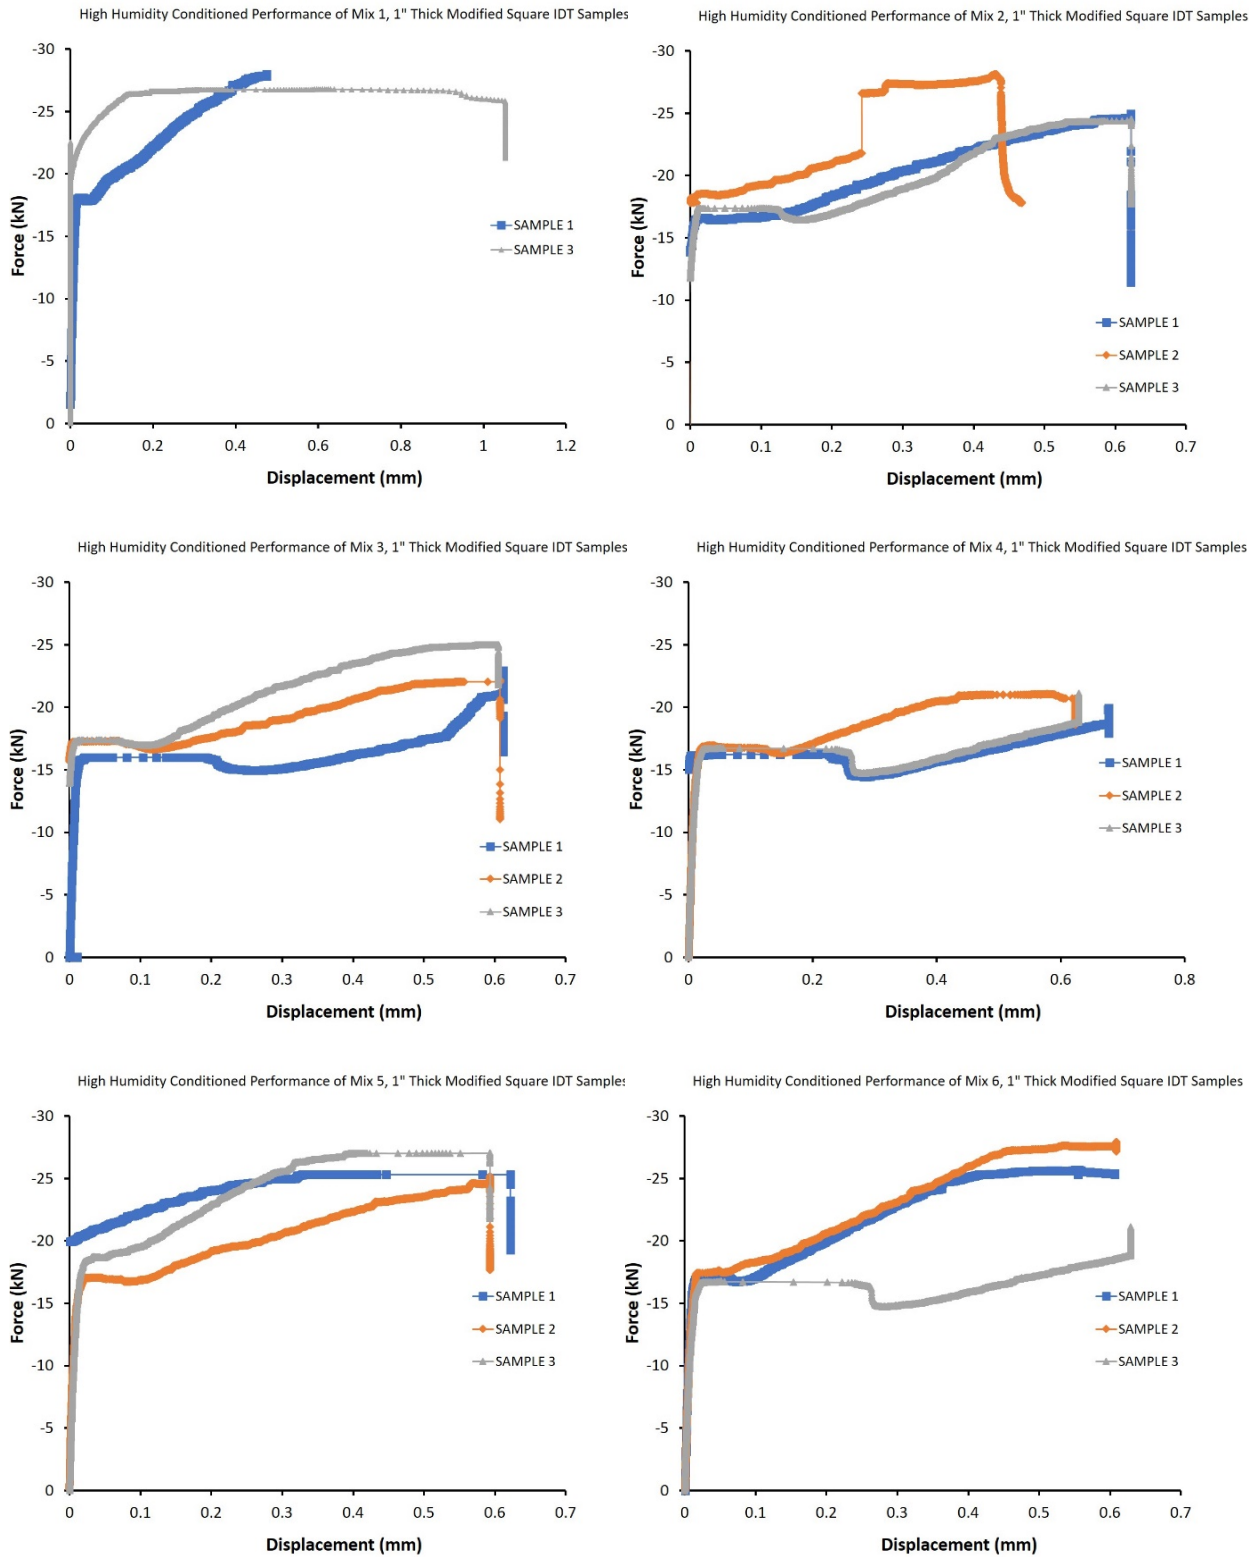 High Humidity Conditioned Performance of Mix 1, 1" Thick Modified Square IDT Samples
-30
-25
-20
-15
-10
-5
0
Force (kN)
SAMPLE 1
SAMPLE 3
0 0.2 0.4 0.6 0.8 1 1.2
Displacement (mm)
High Humidity Conditioned Performance of Mix 2, 1" Thick Modified Square IDT Samples
-30
-25
-20
-15
-10
-5
0
Force (kN)
SAMPLE 1
SAMPLE 2
SAMPLE 3
0 0.1 0.2 0.3 0.4 0.5 0.6 0.7
Displacement (mm)
High Humidity Conditioned Performance of Mix 3, 1" Thick Modified Square IDT Samples
-30
-25
-20
-15
-10
-5
0
Force (kN)
SAMPLE 1
SAMPLE 2
SAMPLE 3
0 0.1 0.2 0.3 0.4 0.5 0.6 0.7
Displacement (mm)
High Humidity Conditioned Performance of Mix 4, 1" Thick Modified Square IDT Samples
-30
-25
-20
-15
-10
-5
0
Force (kN)
SAMPLE 1
SAMPLE 2
SAMPLE 3
0 0.2 0.4 0.6 0.8
Displacement (mm)
High Humidity Conditioned Performance of Mix 5, 1" Thick Modified Square IDT Samples
-30
-25
-20
-15
-10
-5
0
Force (kN)
SAMPLE 1
SAMPLE 2
SAMPLE 3
0 0.1 0.2 0.3 0.4 0.5 0.6 0.7
Displacement (mm)
High Humidity Conditioned Performance of Mix 6, 1" Thick Modified Square IDT Samples
-30
-25
-20
-15
-10
-5
0
Force (kN)
SAMPLE 1
SAMPLE 2
SAMPLE 3
0 0.1 0.2 0.3 0.4 0.5 0.6 0.7
Displacement (mm)